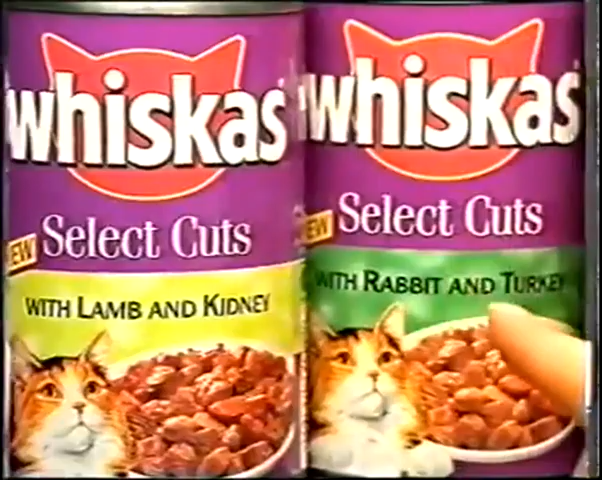 whiskas
Select Cuts
NEW
WITH LAMB AND KIDNEY
whiskas
Select Cuts
NEW
WITH RABBIT AND TURKEY